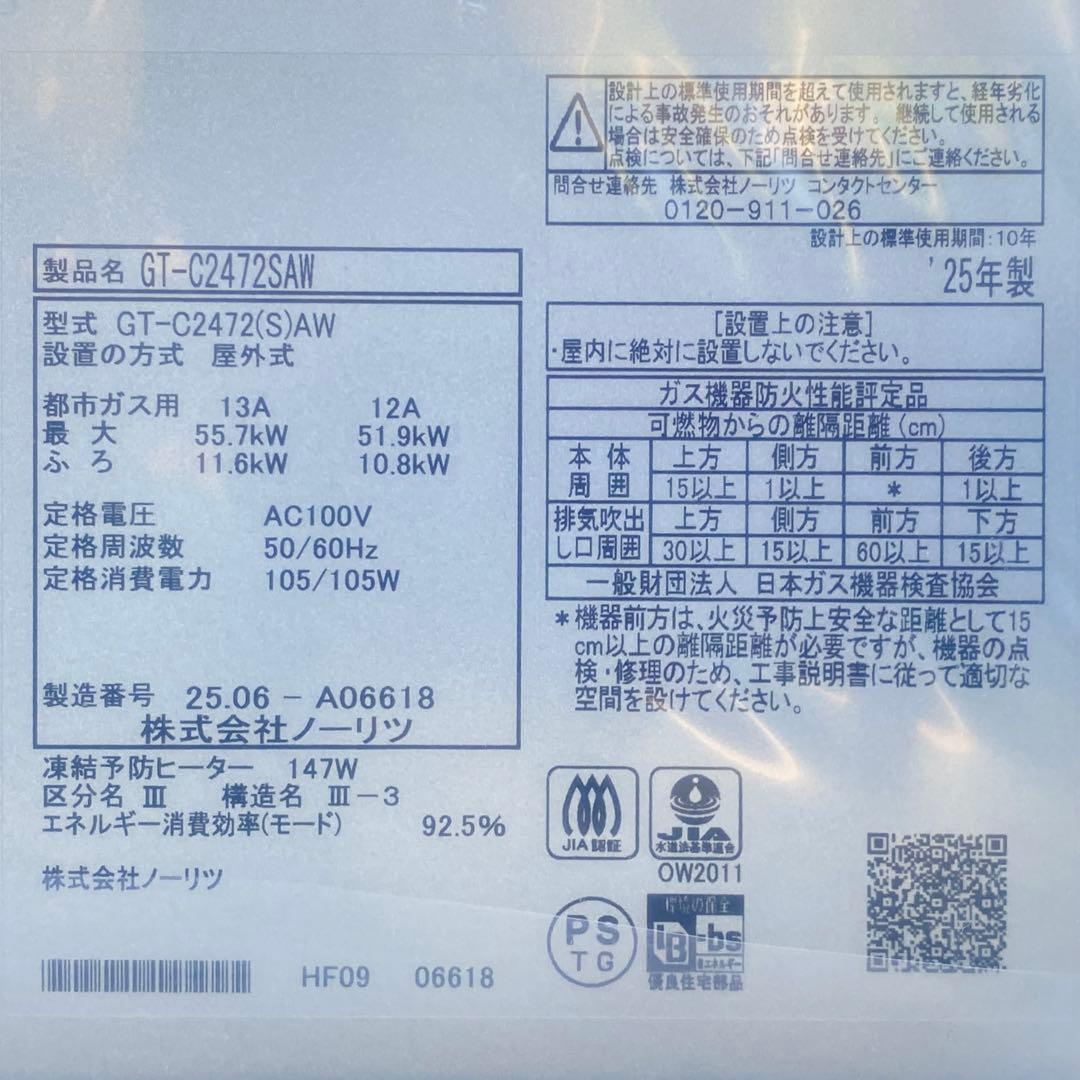 設計上の標準使用期間を超えて使用されますと、経年劣化
による事故発生のおそれがあります。 継続して使用される
場合は安全確保のため点検を受けてください。
点検については、下記「問合せ連絡先」にご連絡ください。
問合せ連絡先 株式会社ノーリツ コンタクトセンター
0120-911-026
設計上の標準使用期間:10年
'25年製
製品名 GT-C2472SAW
型式 GT-C2472(S)AW
設置の方式 屋外式
都市ガス用 13A 12A
最 大 55.7kW 51.9kW
ふ ろ 11.6kW 10.8kW
定格電圧 AC100V
定格周波数 50/60Hz
定格消費電力 105/105W
製造番号 25.06 - A06618
株式会社ノーリツ
凍結予防ヒーター 147W
区分名 Ⅲ 構造名 Ⅲ-3
エネルギー消費効率(モード) 92.5%
株式会社ノーリツ
HF09 06618
[設置上の注意]
・屋内に絶対に設置しないでください。
ガス機器防火性能評定品
可燃物からの離隔距離(cm)
本 体 上方 側方 前方 後方
周 囲 15以上 1以上 * 1以上
排気吹出 上方 側方 前方 下方
し口周囲 30以上 15以上 60以上 15以上
一般財団法人 日本ガス機器検査協会
*機器前方は、火災予防上安全な距離として15
cm以上の離隔距離が必要ですが、機器の点
検・修理のため、工事説明書に従って適切な
空間を設けてください。
JIA認証
JIA
水道法基準適合
OW2011
PS
TG
環境の保全
BL-bs
省エネルギー
優良住宅部品